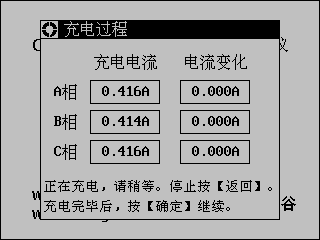 充电过程
充电电流 电流变化
A相 0.416A 0.000A
B相 0.414A 0.000A
C相 0.416A 0.000A
正在充电，请稍等。停止按【返回】。
充电完毕后，按【确定】继续。
谷